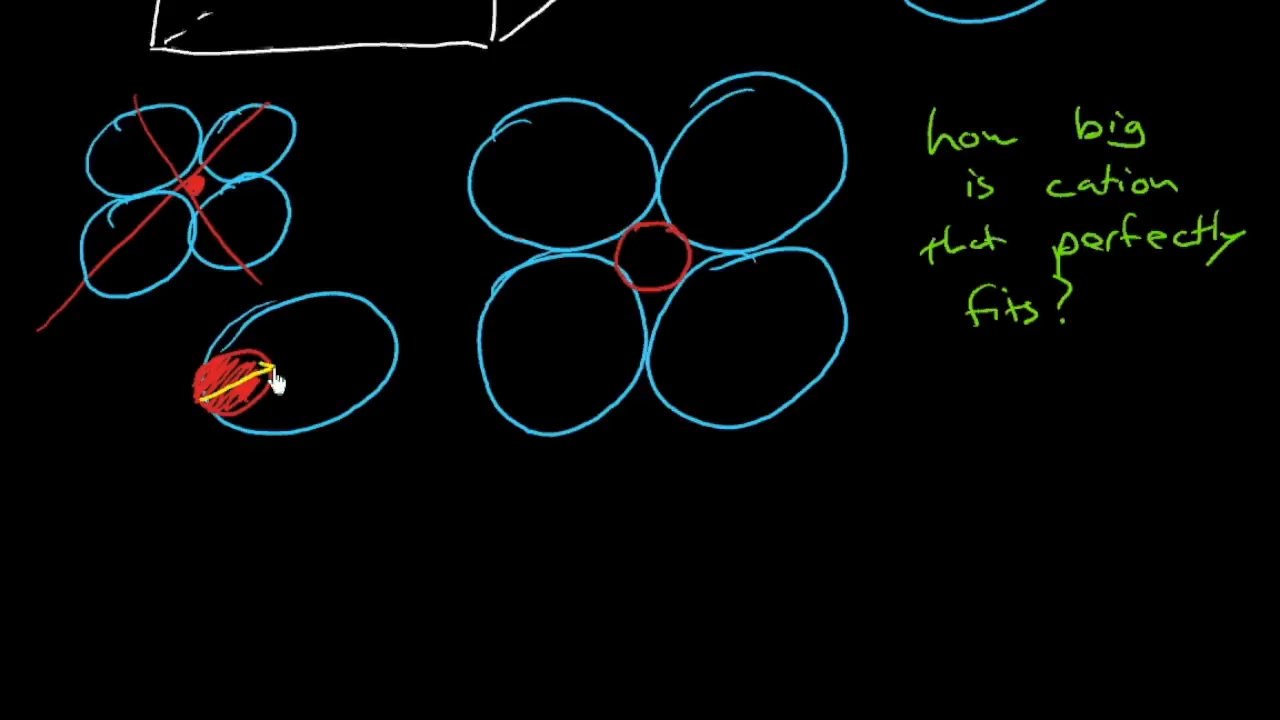 how big
is cation
that perfectly
fits?